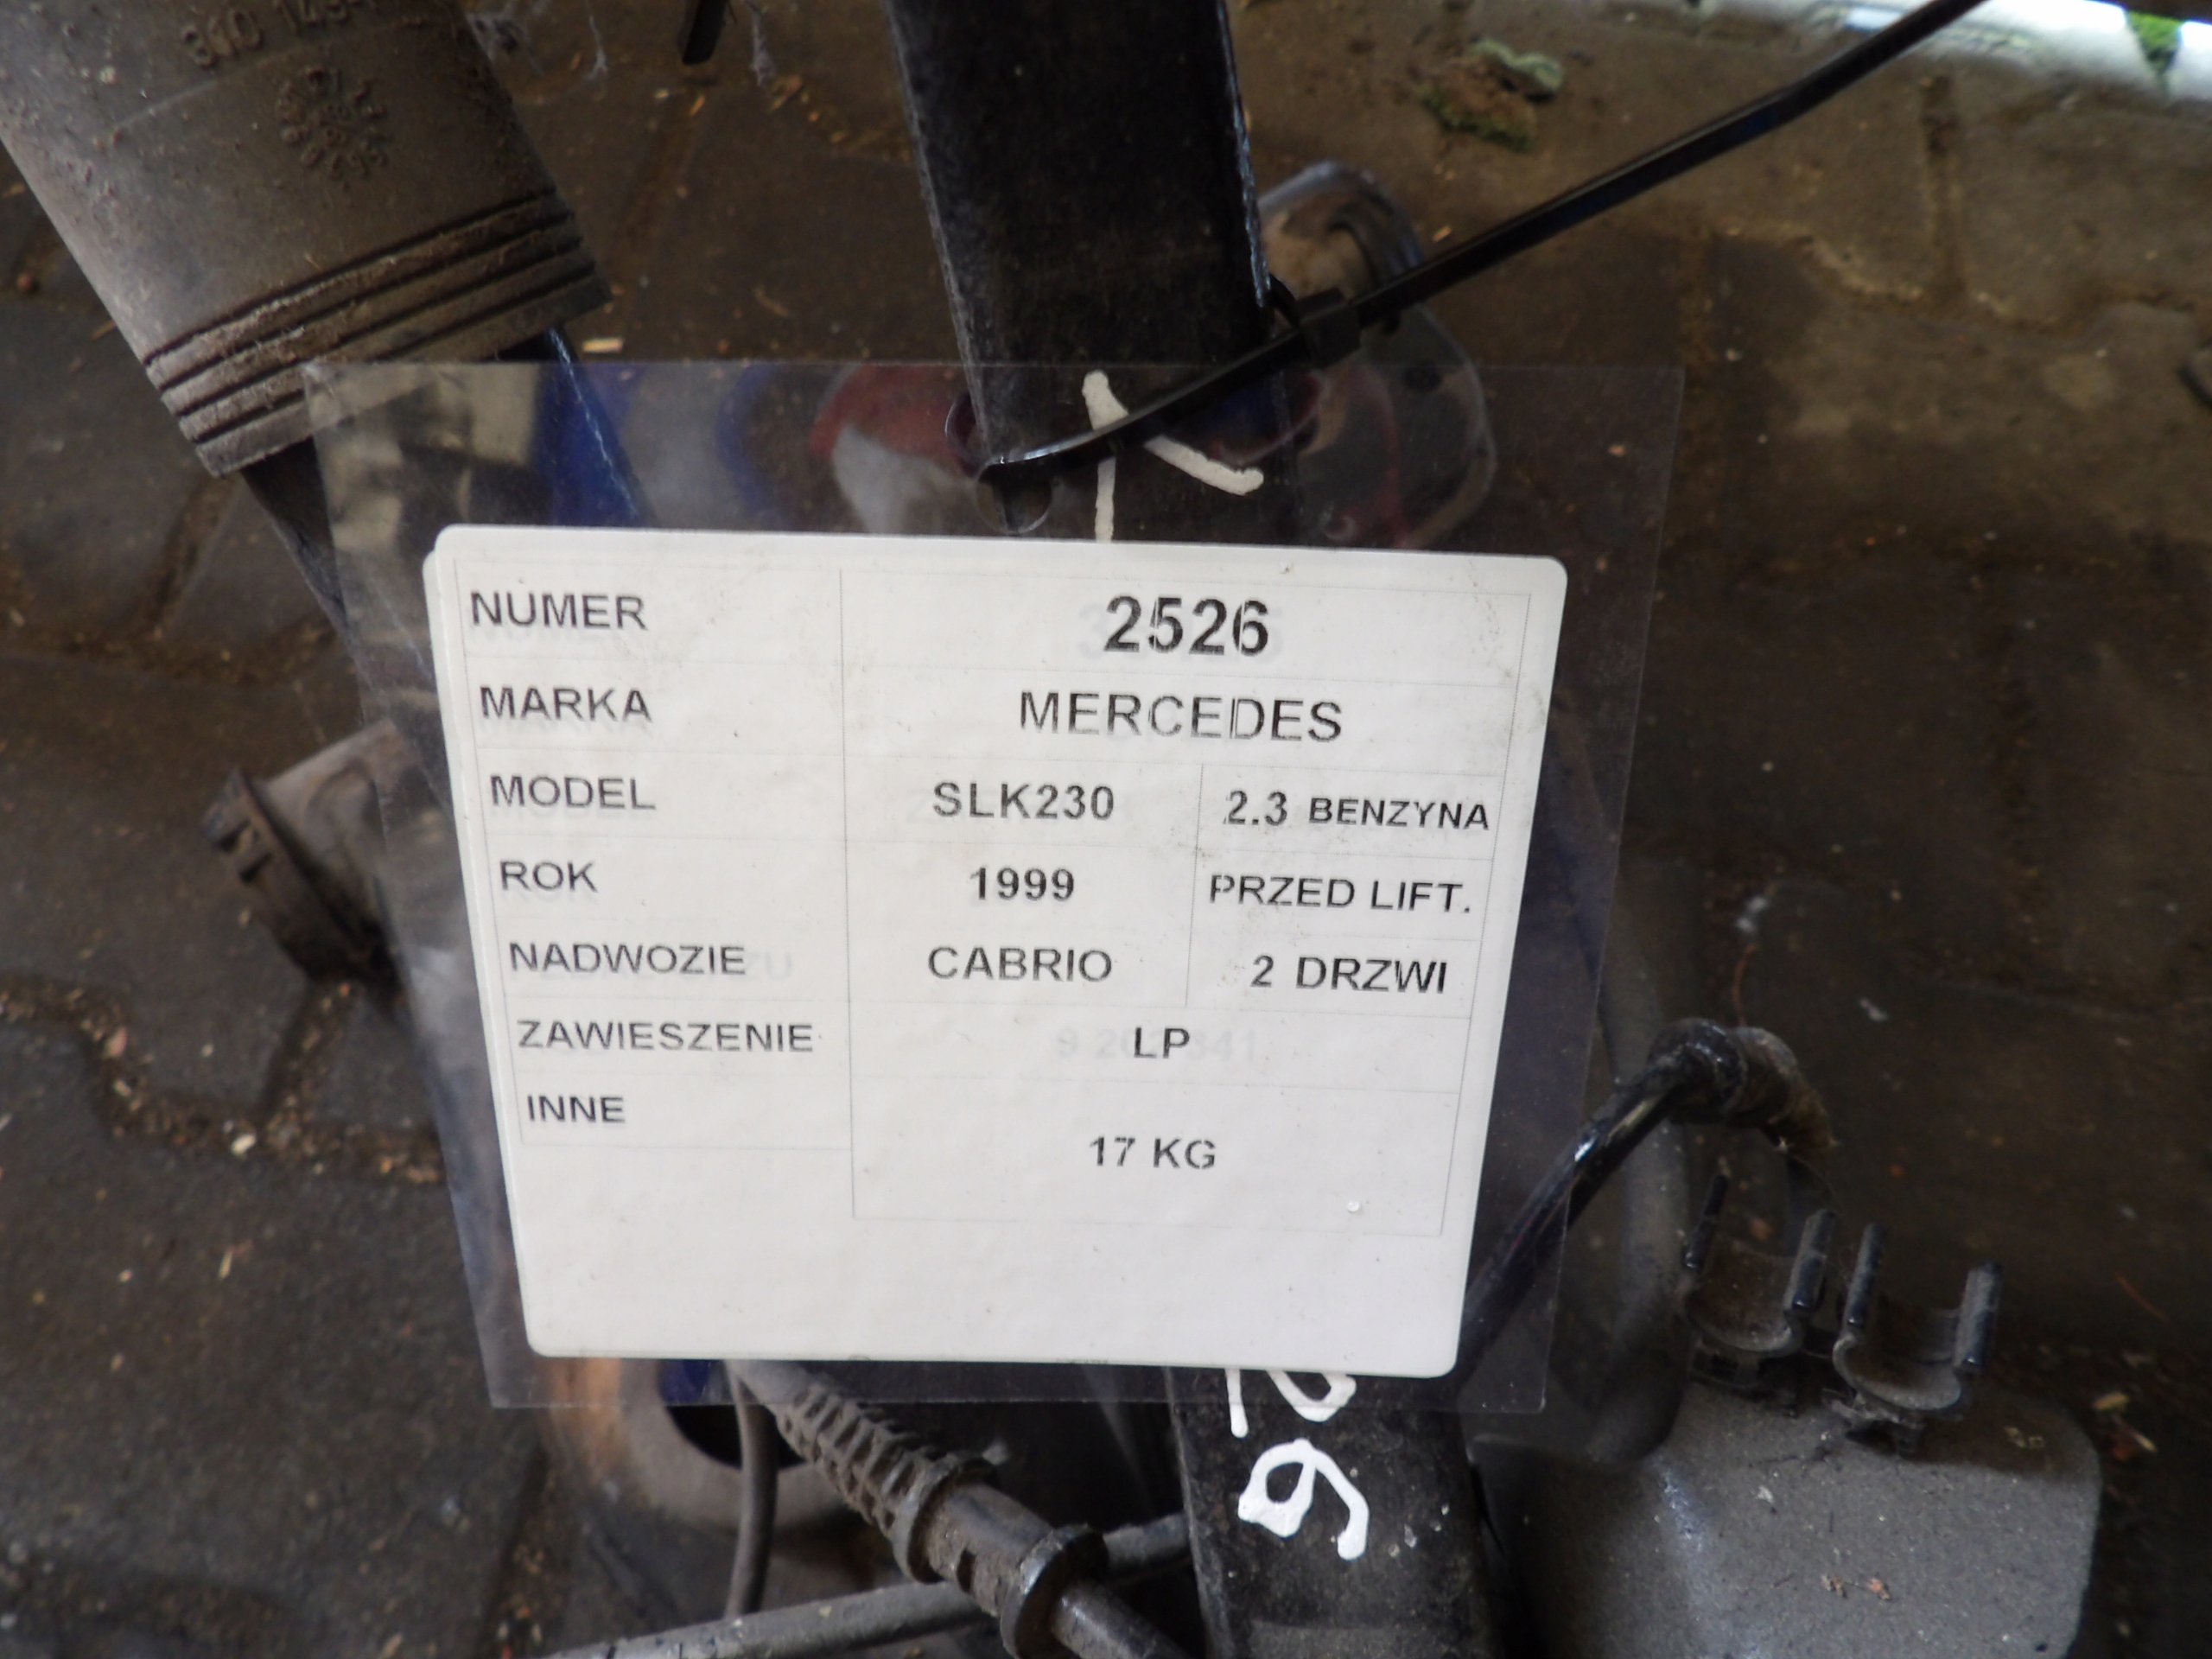 NUMER 2526
MARKA MERCEDES
MODEL SLK230 2.3 BENZYNA
ROK 1999 PRZED LIFT.
NADWOZIE CABRIO 2 DRZWI
ZAWIESZENIE LP
INNE 17 KG